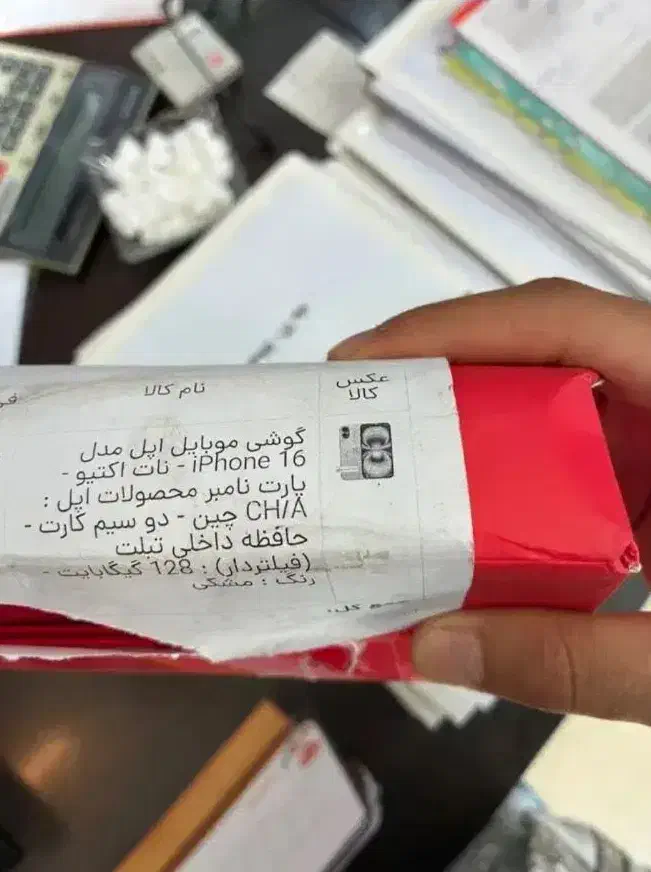 عکس
کالا
نام کالا
گوشی موبایل اپل مدل
iPhone 16 - نات اکتیو -
پارت نامبر محصولات اپل :
CH/A چین - دو سیم کارت -
حافظه داخلی تبلت
(فیلتردار) : 128 گیگابایت -
رنگ : مشکی